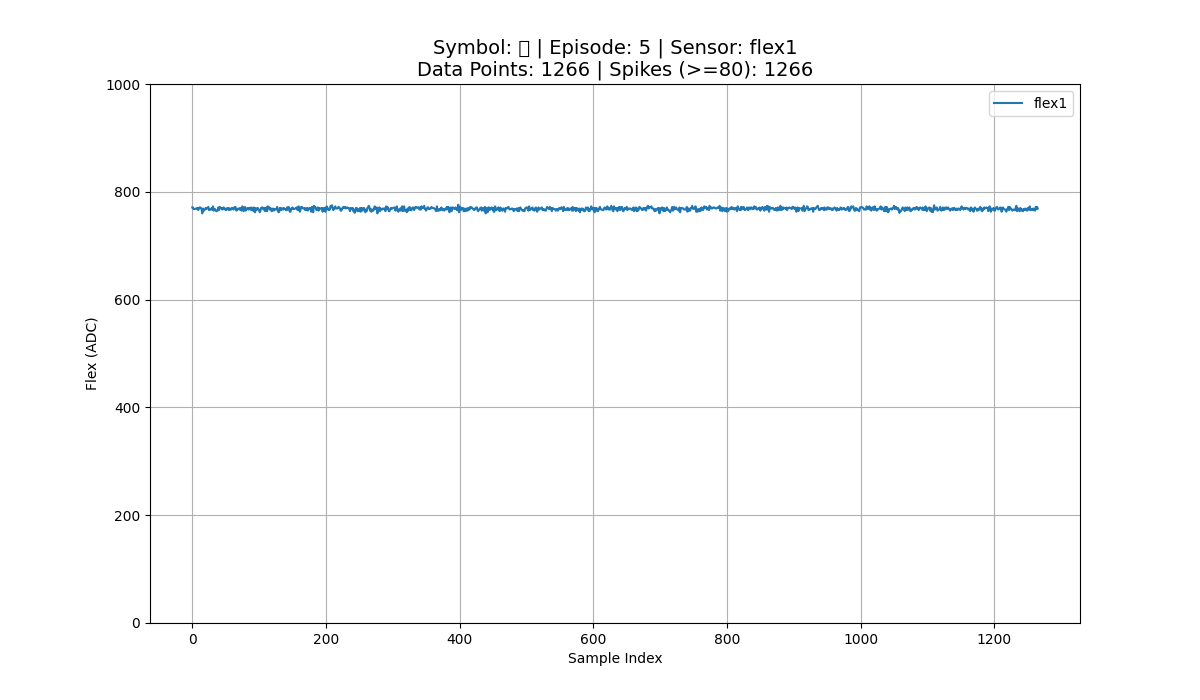 Symbol: | Episode: 5 | Sensor: flex1
Data Points: 1266 | Spikes (>=80): 1266
1000
800
600
400
200
0
Flex (ADC)
flex1
0 200 400 600 800 1000 1200
Sample Index